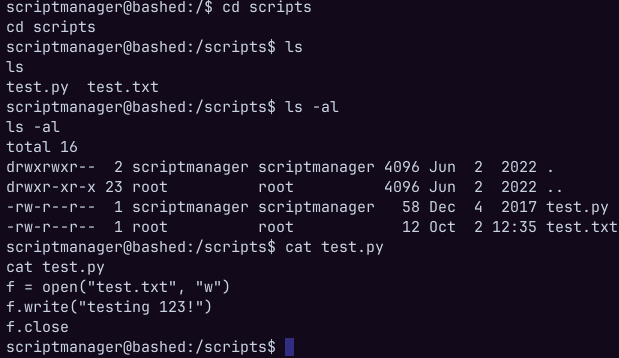 scriptmanager@bashed:/$ cd scripts
cd scripts
scriptmanager@bashed:/scripts$ ls
ls
test.py  test.txt
scriptmanager@bashed:/scripts$ ls -al
ls -al
total 16
drwxrwxr--  2 scriptmanager scriptmanager 4096 Jun  2  2022 .
drwxr-xr-x 23 root          root          4096 Jun  2  2022 ..
-rw-r--r--  1 scriptmanager scriptmanager   58 Dec  4  2017 test.py
-rw-r--r--  1 root          root            12 Oct  2 12:35 test.txt
scriptmanager@bashed:/scripts$ cat test.py
cat test.py
f = open("test.txt", "w")
f.write("testing 123!")
f.close
scriptmanager@bashed:/scripts$